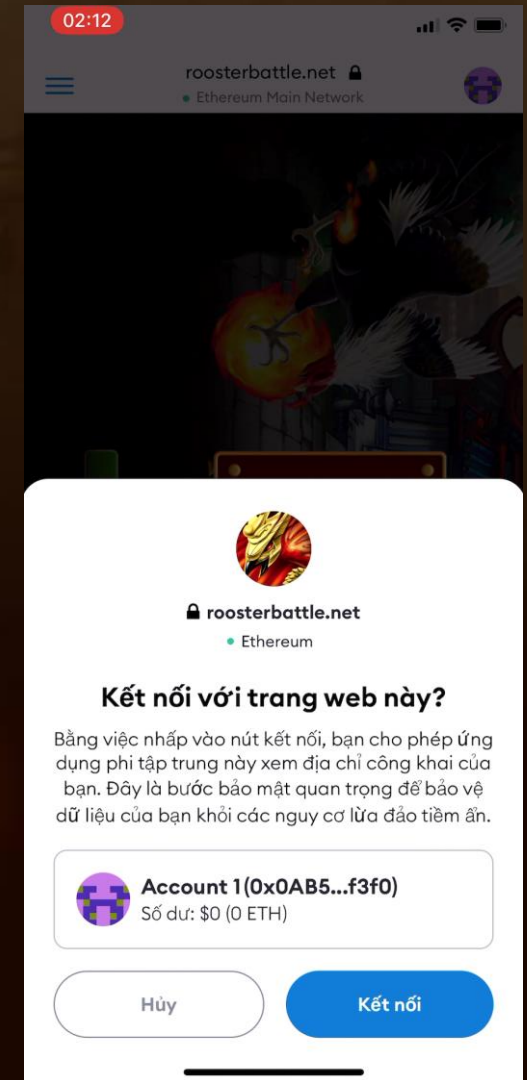 02:12
roosterbattle.net
Ethereum Main Network
roosterbattle.net
Ethereum
Kết nối với trang web này?
Bằng việc nhấp vào nút kết nối, bạn cho phép ứng
dụng phi tập trung này xem địa chỉ công khai của
bạn. Đây là bước bảo mật quan trọng để bảo vệ
dữ liệu của bạn khỏi các nguy cơ lừa đảo tiềm ẩn.
Account 1 (0x0AB5...f3f0)
Số dư: $0 (0 ETH)
Hủy
Kết nối